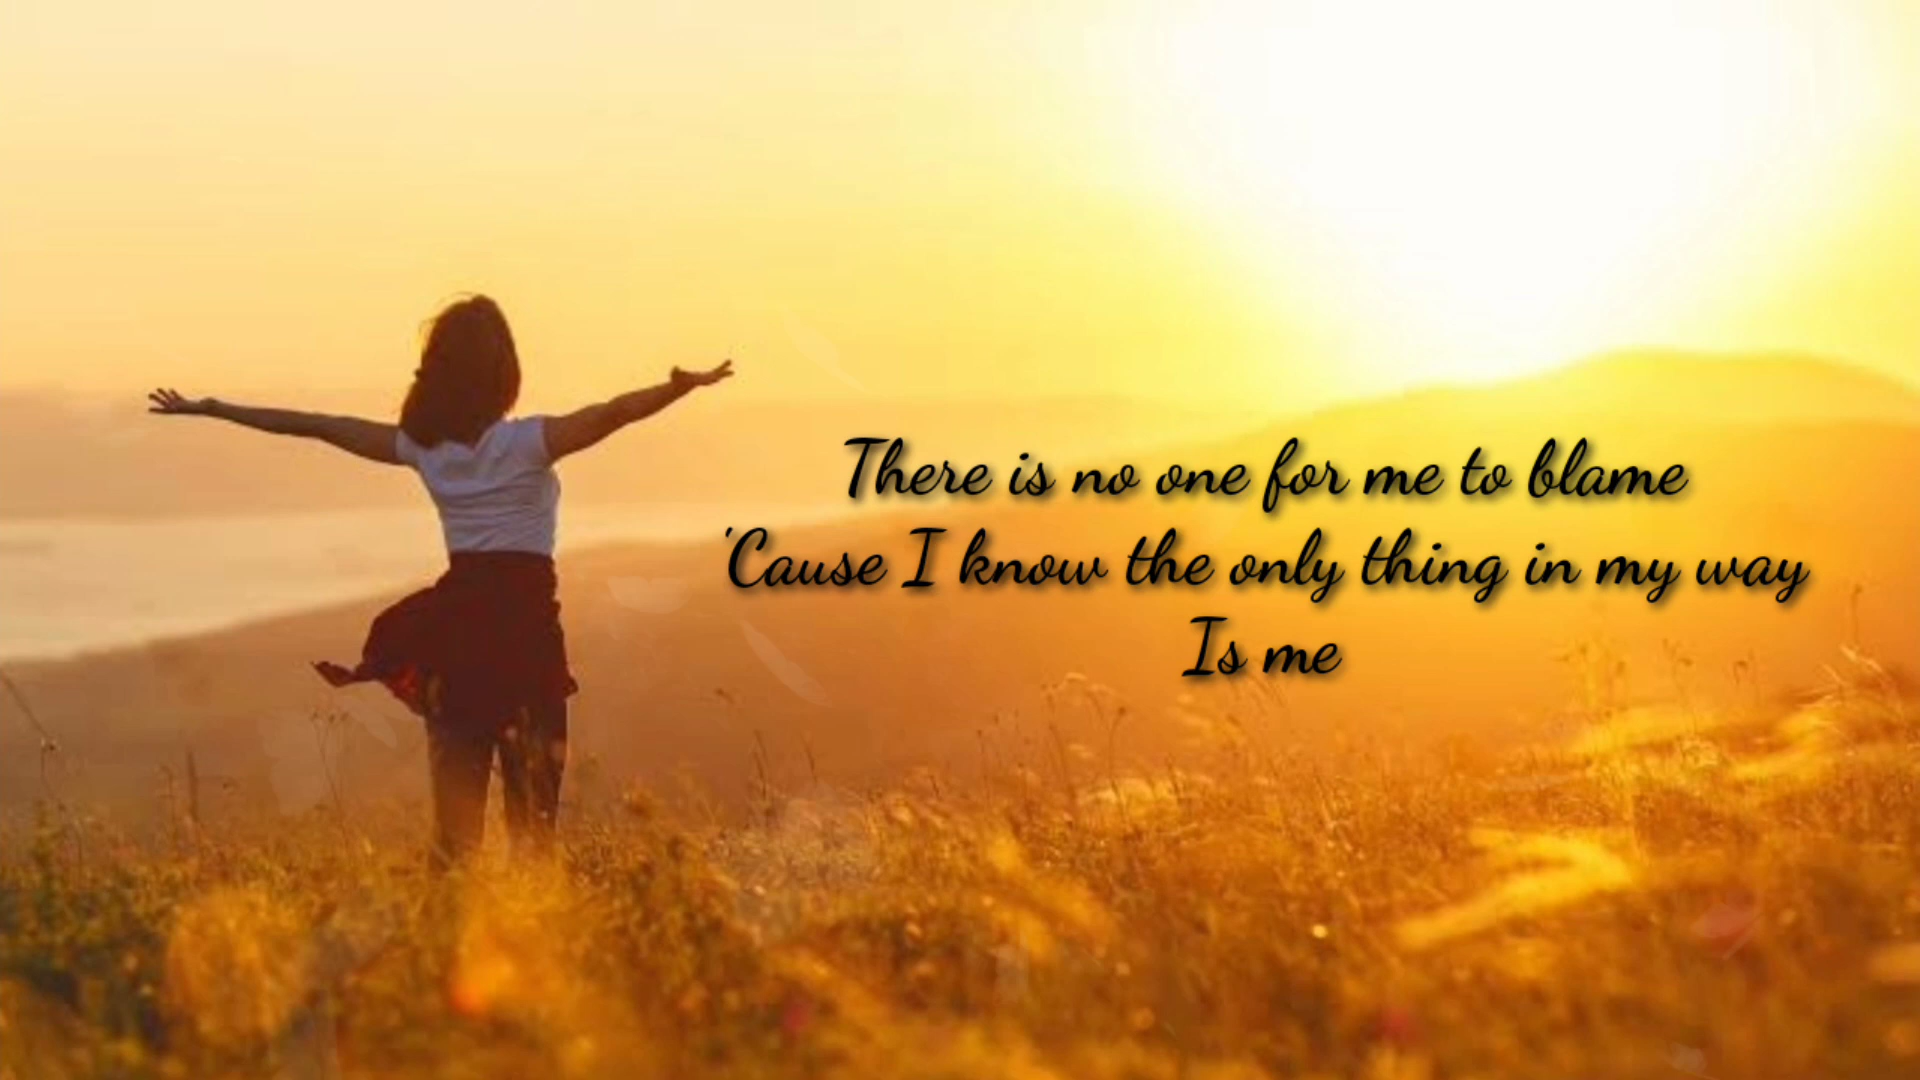 There is no one for me to blame
'Cause I know the only thing in my way
Is me